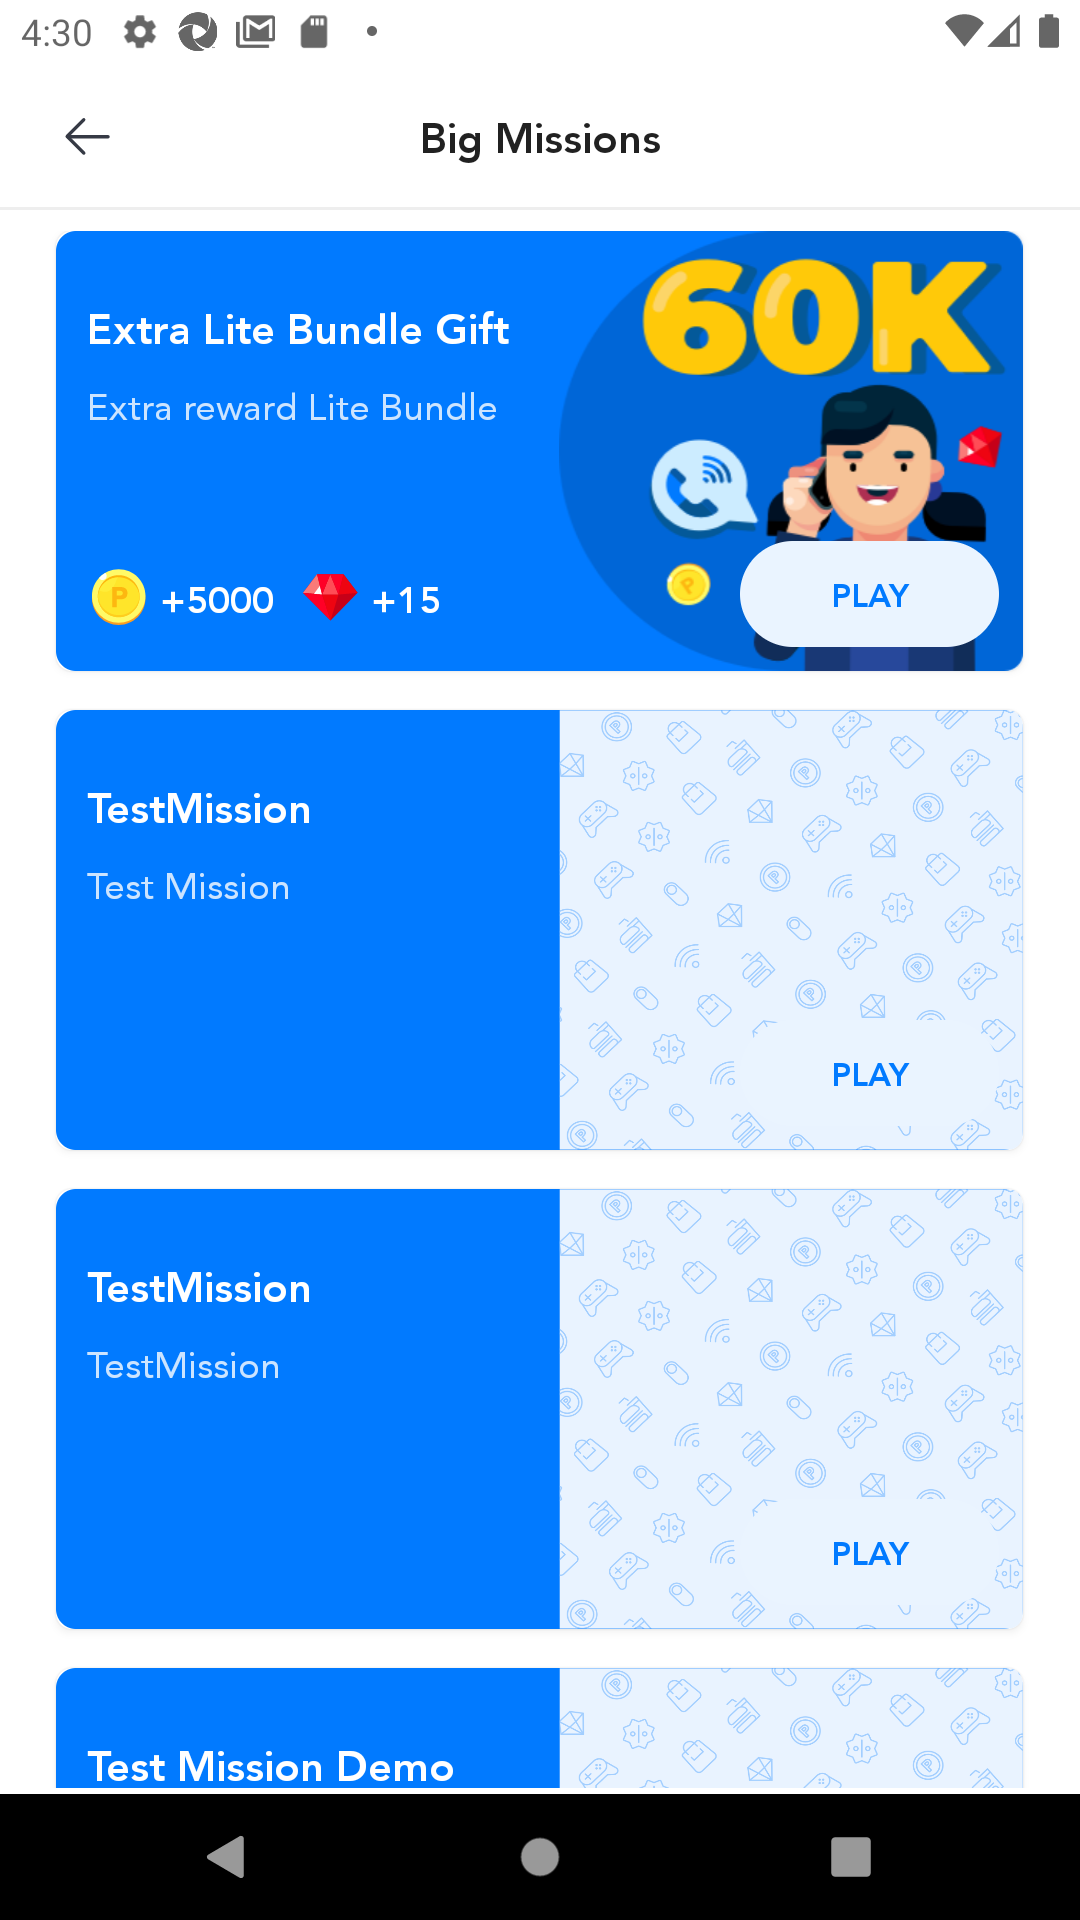 4:30
Big Missions
60K
Extra Lite Bundle Gift
Extra reward Lite Bundle
P +5000 +15
P
PLAY
TestMission
Test Mission
PLAY
TestMission
TestMission
PLAY
Test Mission Demo